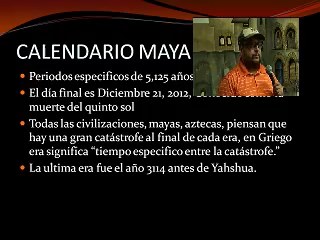 CALENDARIO MAYA
Periodos especificos de 5,125 años
El día final es Diciembre 21, 2012,
muerte del quinto sol
Todas las civilizaciones, mayas, aztecas, piensan que
hay una gran catástrofe al final de cada era, en Griego
era significa “tiempo especifico entre la catástrofe.”
La ultima era fue el año 3114 antes de Yahshua.